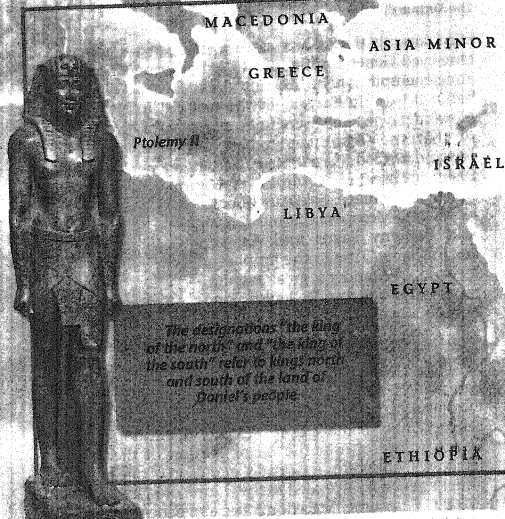 MACEDONIA
ASIA MINOR
GREECE
Ptolemy II
ISRAEL
LIBYA
EGYPT
The designations "the king
of the north" and "the king of
the south" refer to kings north
and south of the land of
Daniel's people
ETHIOPIA